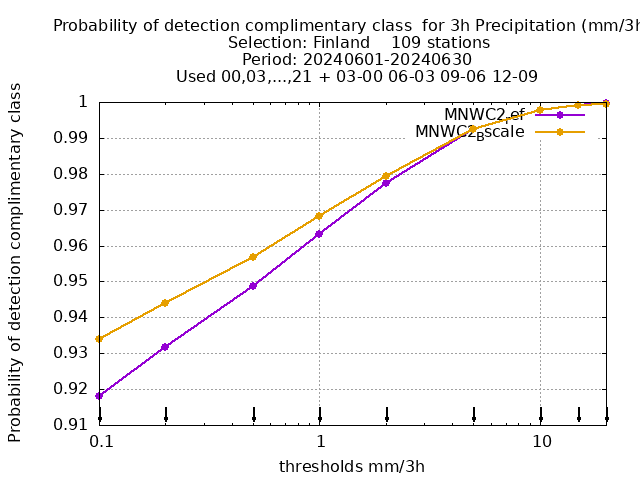 Probability of detection complimentary class  for 3h Precipitation (mm/3h
Selection: Finland    109 stations
Period: 20240601-20240630
Used 00,03,...,21 + 03-00 06-03 09-06 12-09
Probability of detection complimentary class
1
0.99
0.98
0.97
0.96
0.95
0.94
0.93
0.92
0.91
MNWC2
MNWC2Bscale
0.1
1
10
thresholds mm/3h